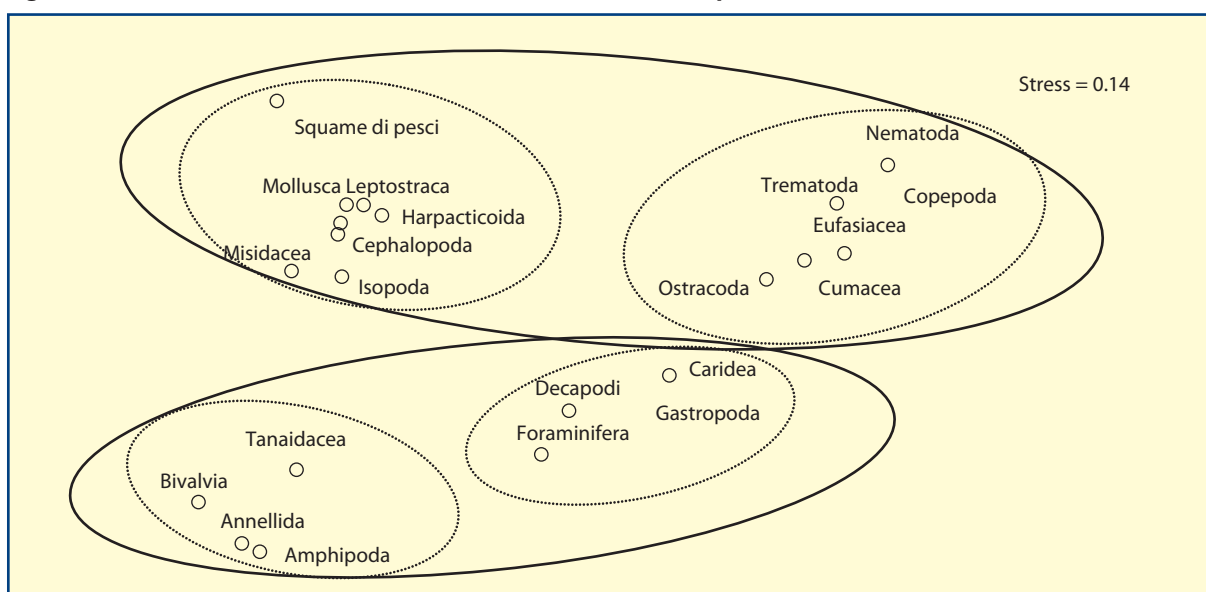 Stress = 0.14
Squame di pesci
Nematoda
Mollusca Leptostraca
Trematoda
Copepoda
Harpacticoida
Eufasiacea
Cephalopoda
Misidacea
Isopoda
Ostracoda
Cumacea
Caridea
Decapodi
Gastropoda
Foraminifera
Tanaidacea
Bivalvia
Annellida
Amphipoda